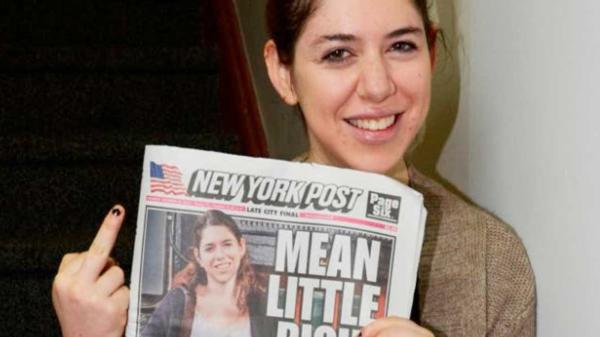 NEW YORK POST
Page
Six
LATE CITY FINAL
MEAN
LITTLE